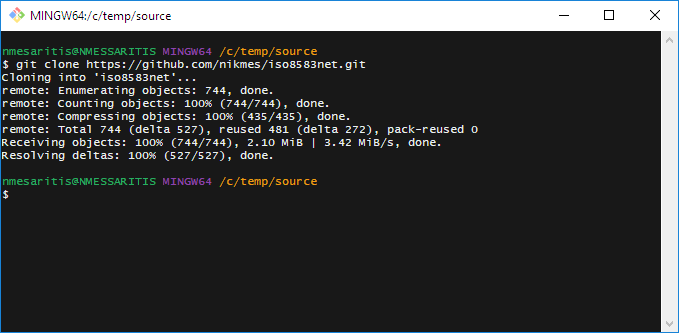 MINGW64:/c/temp/source
nmesaritis@NMESSARITIS MINGW64 /c/temp/source
$ git clone https://github.com/nikmes/iso8583net.git
Cloning into 'iso8583net'...
remote: Enumerating objects: 744, done.
remote: Counting objects: 100% (744/744), done.
remote: Compressing objects: 100% (435/435), done.
remote: Total 744 (delta 527), reused 481 (delta 272), pack-reused 0
Receiving objects: 100% (744/744), 2.10 MiB | 3.42 MiB/s, done.
Resolving deltas: 100% (527/527), done.
nmesaritis@NMESSARITIS MINGW64 /c/temp/source
$